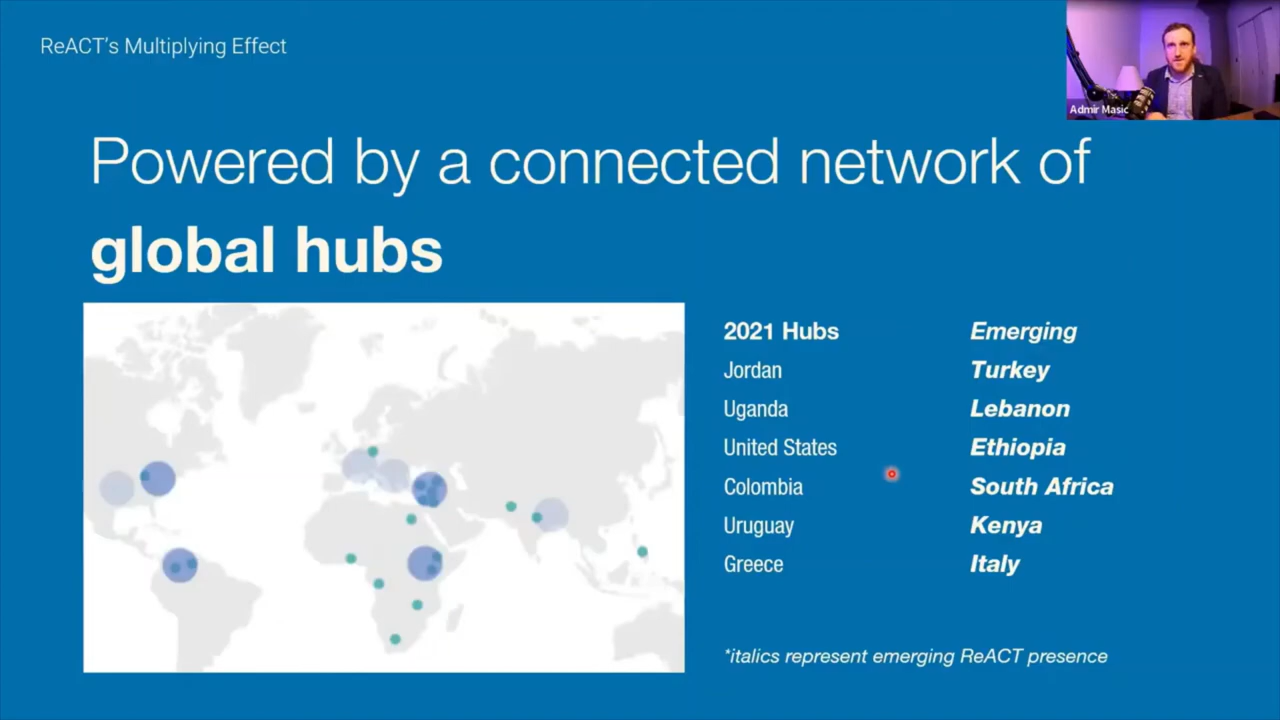 ReACT's Multiplying Effect
Admir Masic
Powered by a connected network of
global hubs
2021 Hubs
Jordan
Uganda
United States
Colombia
Uruguay
Greece
Emerging
Turkey
Lebanon
Ethiopia
South Africa
Kenya
Italy
*italics represent emerging ReACT presence